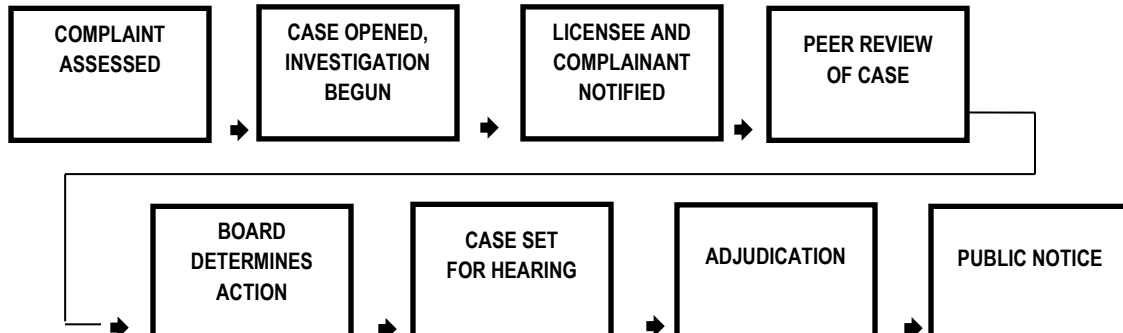 COMPLAINT
ASSESSED
CASE OPENED,
INVESTIGATION
BEGUN
LICENSEE AND
COMPLAINANT
NOTIFIED
PEER REVIEW
OF CASE
BOARD
DETERMINES
ACTION
CASE SET
FOR HEARING
ADJUDICATION
PUBLIC NOTICE